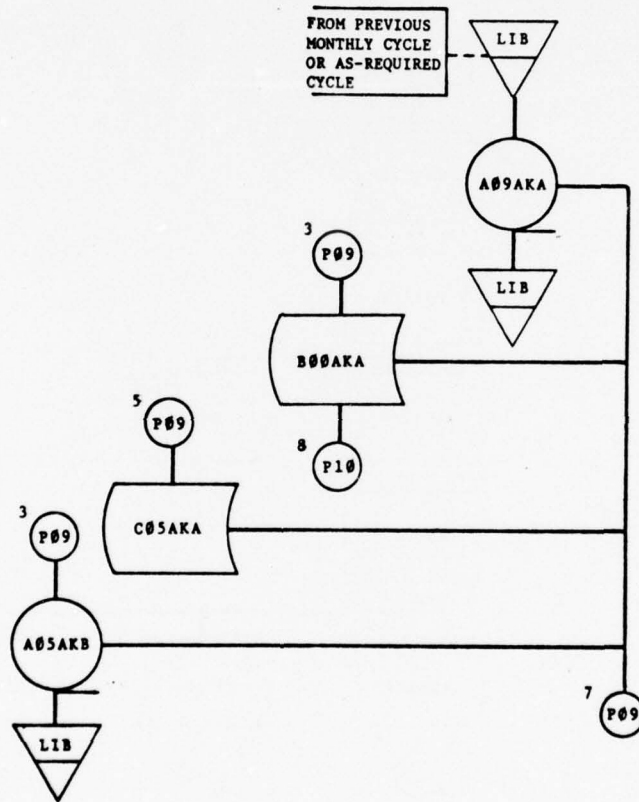 FROM PREVIOUS
MONTHLY CYCLE
OR AS-REQUIRED
CYCLE
LIB
AØ9AKA
LIB
3
PØ9
BØØAKA
8
P1Ø
5
PØ9
CØ5AKA
3
PØ9
AØ5AKB
LIB
7
PØ9